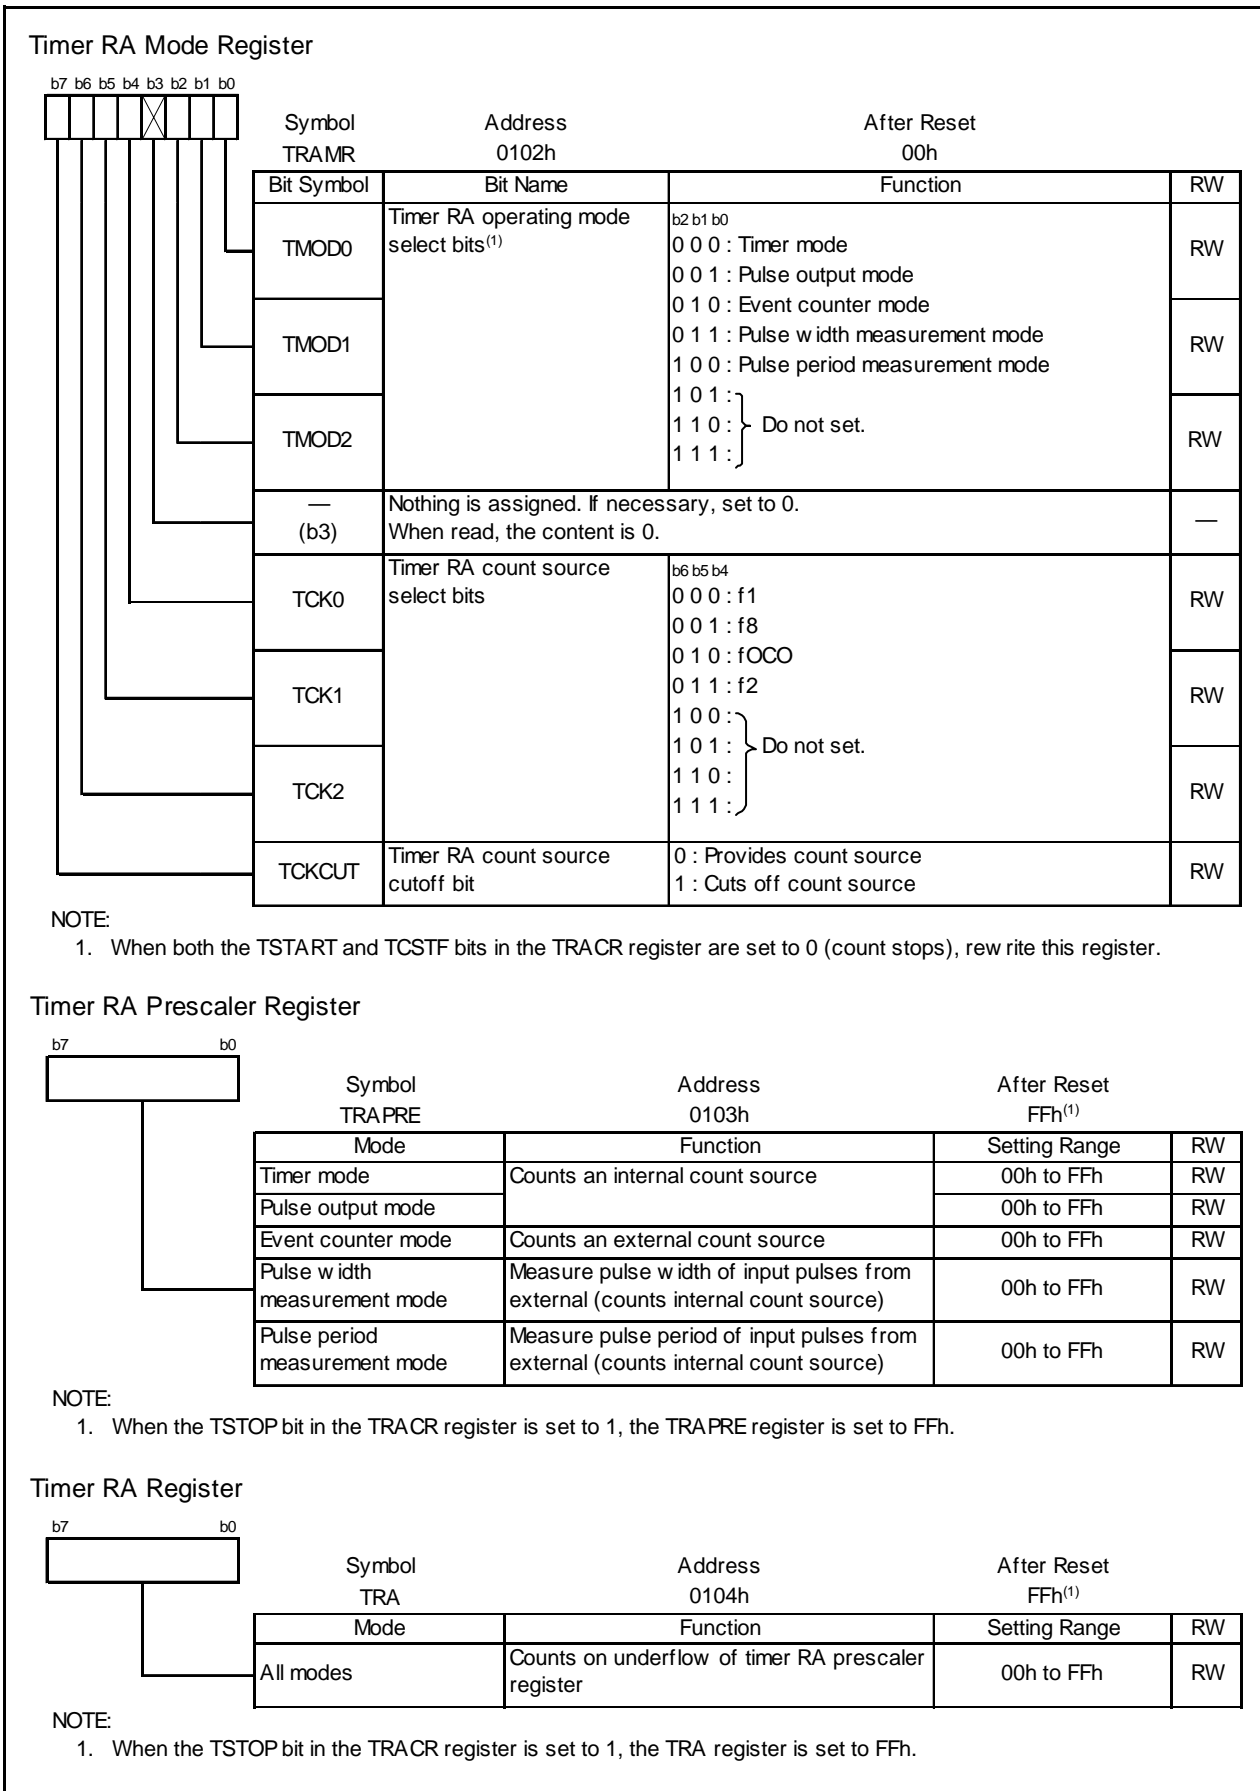 Timer RA Mode Register
b7 b6 b5 b4 b3 b2 b1 b0
Symbol Address After Reset
TRAMR 0102h 00h
Bit Symbol Bit Name Function RW
TMOD0 Timer RA operating mode select bits(1) b2 b1 b0 RW
0 0 0 : Timer mode
0 0 1 : Pulse output mode
0 1 0 : Event counter mode
TMOD1 0 1 1 : Pulse width measurement mode RW
1 0 0 : Pulse period measurement mode
1 0 1 :
TMOD2 1 1 0 : Do not set. RW
1 1 1 :
— (b3) Nothing is assigned. If necessary, set to 0. —
When read, the content is 0.
TCK0 Timer RA count source select bits b6 b5 b4 RW
0 0 0 : f1
0 0 1 : f8
0 1 0 : fOCO
TCK1 0 1 1 : f2 RW
1 0 0 :
1 0 1 : Do not set.
TCK2 1 1 0 : RW
1 1 1 :
TCKCUT Timer RA count source cutoff bit 0 : Provides count source RW
1 : Cuts off count source
NOTE:
1. When both the TSTART and TCSTF bits in the TRACR register are set to 0 (count stops), rewrite this register.
Timer RA Prescaler Register
b7 b0
Symbol Address After Reset
TRAPRE 0103h FFh(1)
Mode Function Setting Range RW
Timer mode Counts an internal count source 00h to FFh RW
Pulse output mode 00h to FFh RW
Event counter mode Counts an external count source 00h to FFh RW
Pulse width Measure pulse width of input pulses from
measurement mode external (counts internal count source) 00h to FFh RW
Pulse period Measure pulse period of input pulses from
measurement mode external (counts internal count source) 00h to FFh RW
NOTE:
1. When the TSTOP bit in the TRACR register is set to 1, the TRAPRE register is set to FFh.
Timer RA Register
b7 b0
Symbol Address After Reset
TRA 0104h FFh(1)
Mode Function Setting Range RW
All modes Counts on underflow of timer RA prescaler register 00h to FFh RW
NOTE:
1. When the TSTOP bit in the TRACR register is set to 1, the TRA register is set to FFh.